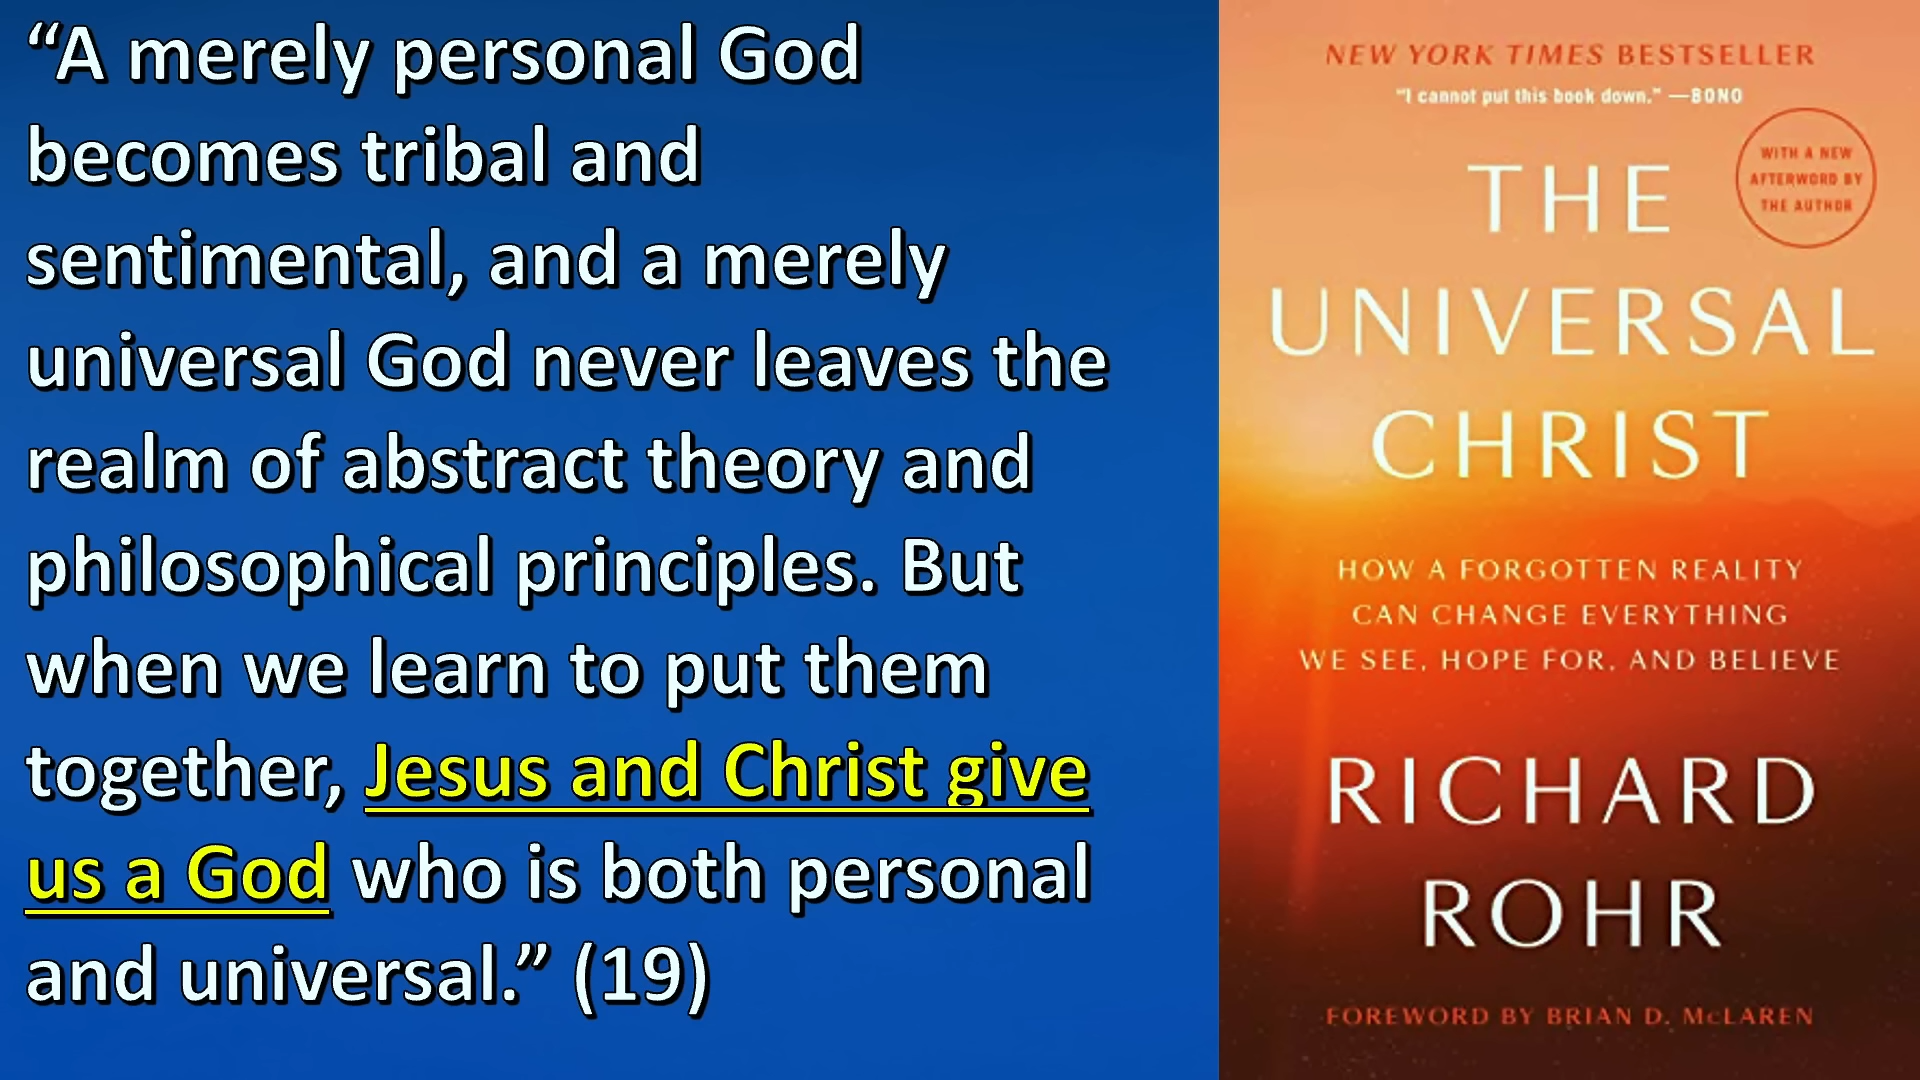 “A merely personal God
becomes tribal and
sentimental, and a merely
universal God never leaves the
realm of abstract theory and
philosophical principles. But
when we learn to put them
together, Jesus and Christ give
us a God who is both personal
and universal.” (19)
NEW YORK TIMES BESTSELLER
"I cannot put this book down." —BONO
WITH A NEW
AFTERWORD BY
THE AUTHOR
THE
UNIVERSAL
CHRIST
HOW A FORGOTTEN REALITY
CAN CHANGE EVERYTHING
WE SEE, HOPE FOR, AND BELIEVE
RICHARD
ROHR
FOREWORD BY BRIAN D. McLAREN